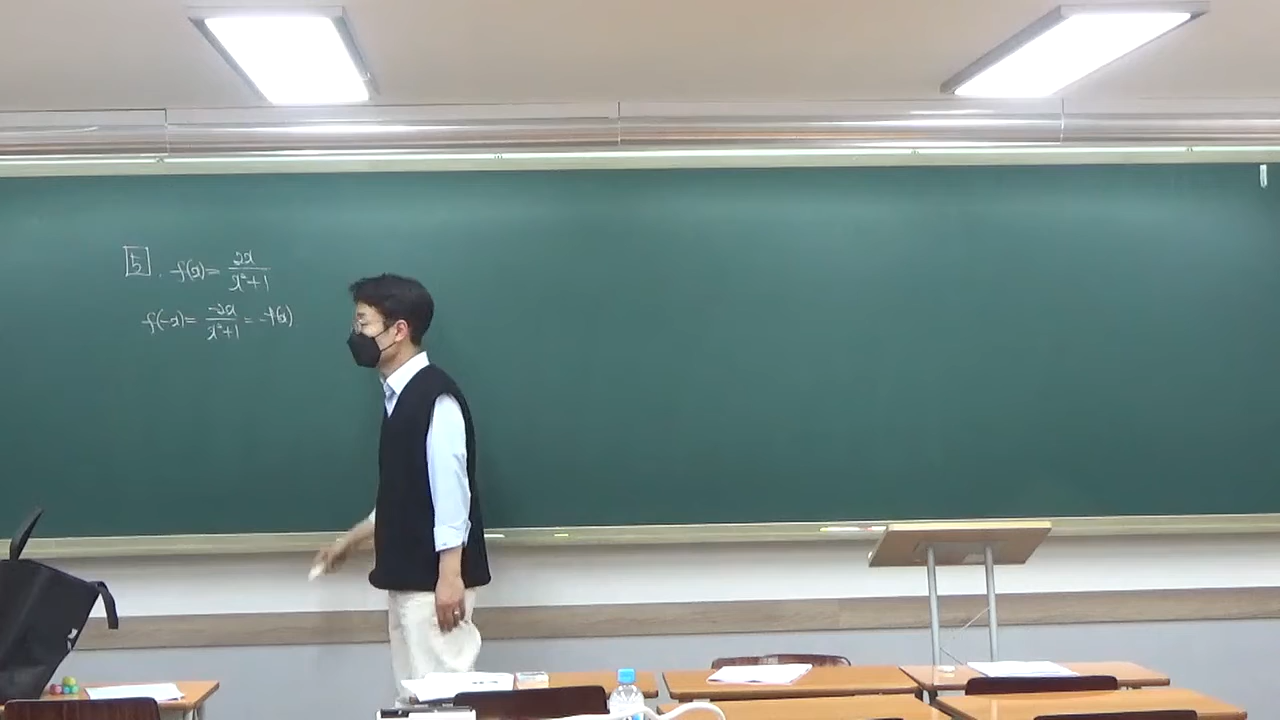 5. f(x) = 2x / x²+1
f(-x) = -2x / x²+1 = -f(x)